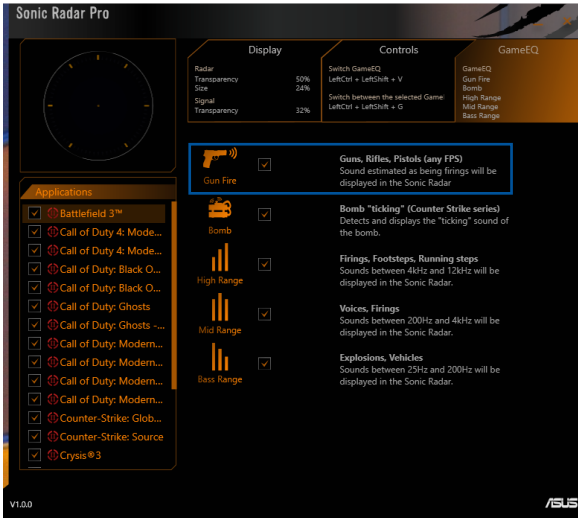 Sonic Radar Pro
Display
Radar
Transparency 50%
Size 24%
Signal
Transparency 32%
Controls
Switch GameEQ
LeftCtrl + LeftShift + V
Switch between the selected Game
LeftCtrl + LeftShift + G
GameEQ
GameEQ
Gun Fire
Bomb
High Range
Mid Range
Bass Range
Applications
Battlefield 3™
Call of Duty 4: Mode...
Call of Duty 4: Mode...
Call of Duty: Black O...
Call of Duty: Black O...
Call of Duty: Ghosts
Call of Duty: Ghosts -...
Call of Duty: Modern...
Call of Duty: Modern...
Call of Duty: Modern...
Call of Duty: Modern...
Counter-Strike: Glob...
Counter-Strike: Source
Crysis®3
Gun Fire
Guns, Rifles, Pistols (any FPS)
Sound estimated as being firings will be
displayed in the Sonic Radar
Bomb
Bomb "ticking" (Counter Strike series)
Detects and displays the "ticking" sound of
the bomb.
High Range
Firings, Footsteps, Running steps
Sounds between 4kHz and 12kHz will be
displayed in the Sonic Radar.
Mid Range
Voices, Firings
Sounds between 200Hz and 4kHz will be
displayed in the Sonic Radar.
Bass Range
Explosions, Vehicles
Sounds between 25Hz and 200Hz will be
displayed in the Sonic Radar.
V1.0.0
ASUS